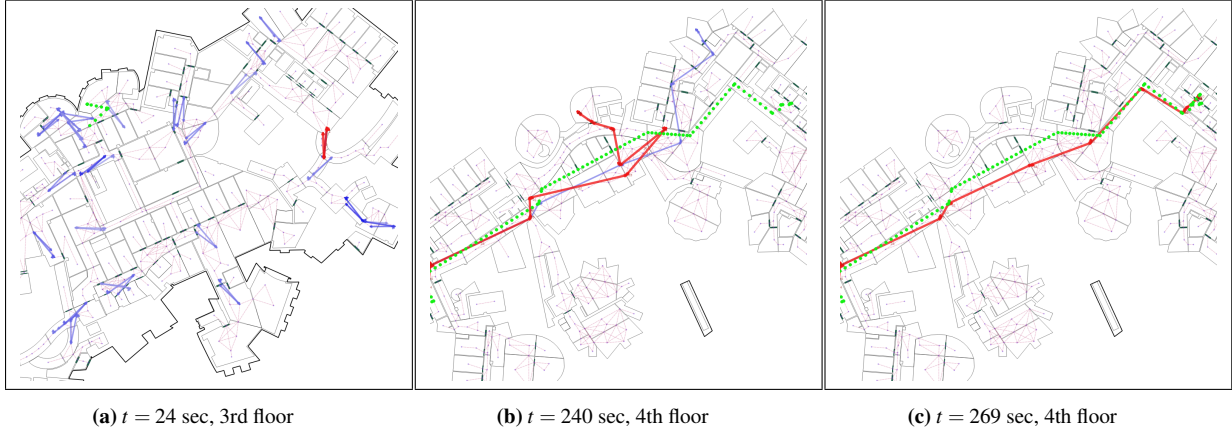 (a) t = 24 sec, 3rd floor
(b) t = 240 sec, 4th floor
(c) t = 269 sec, 4th floor